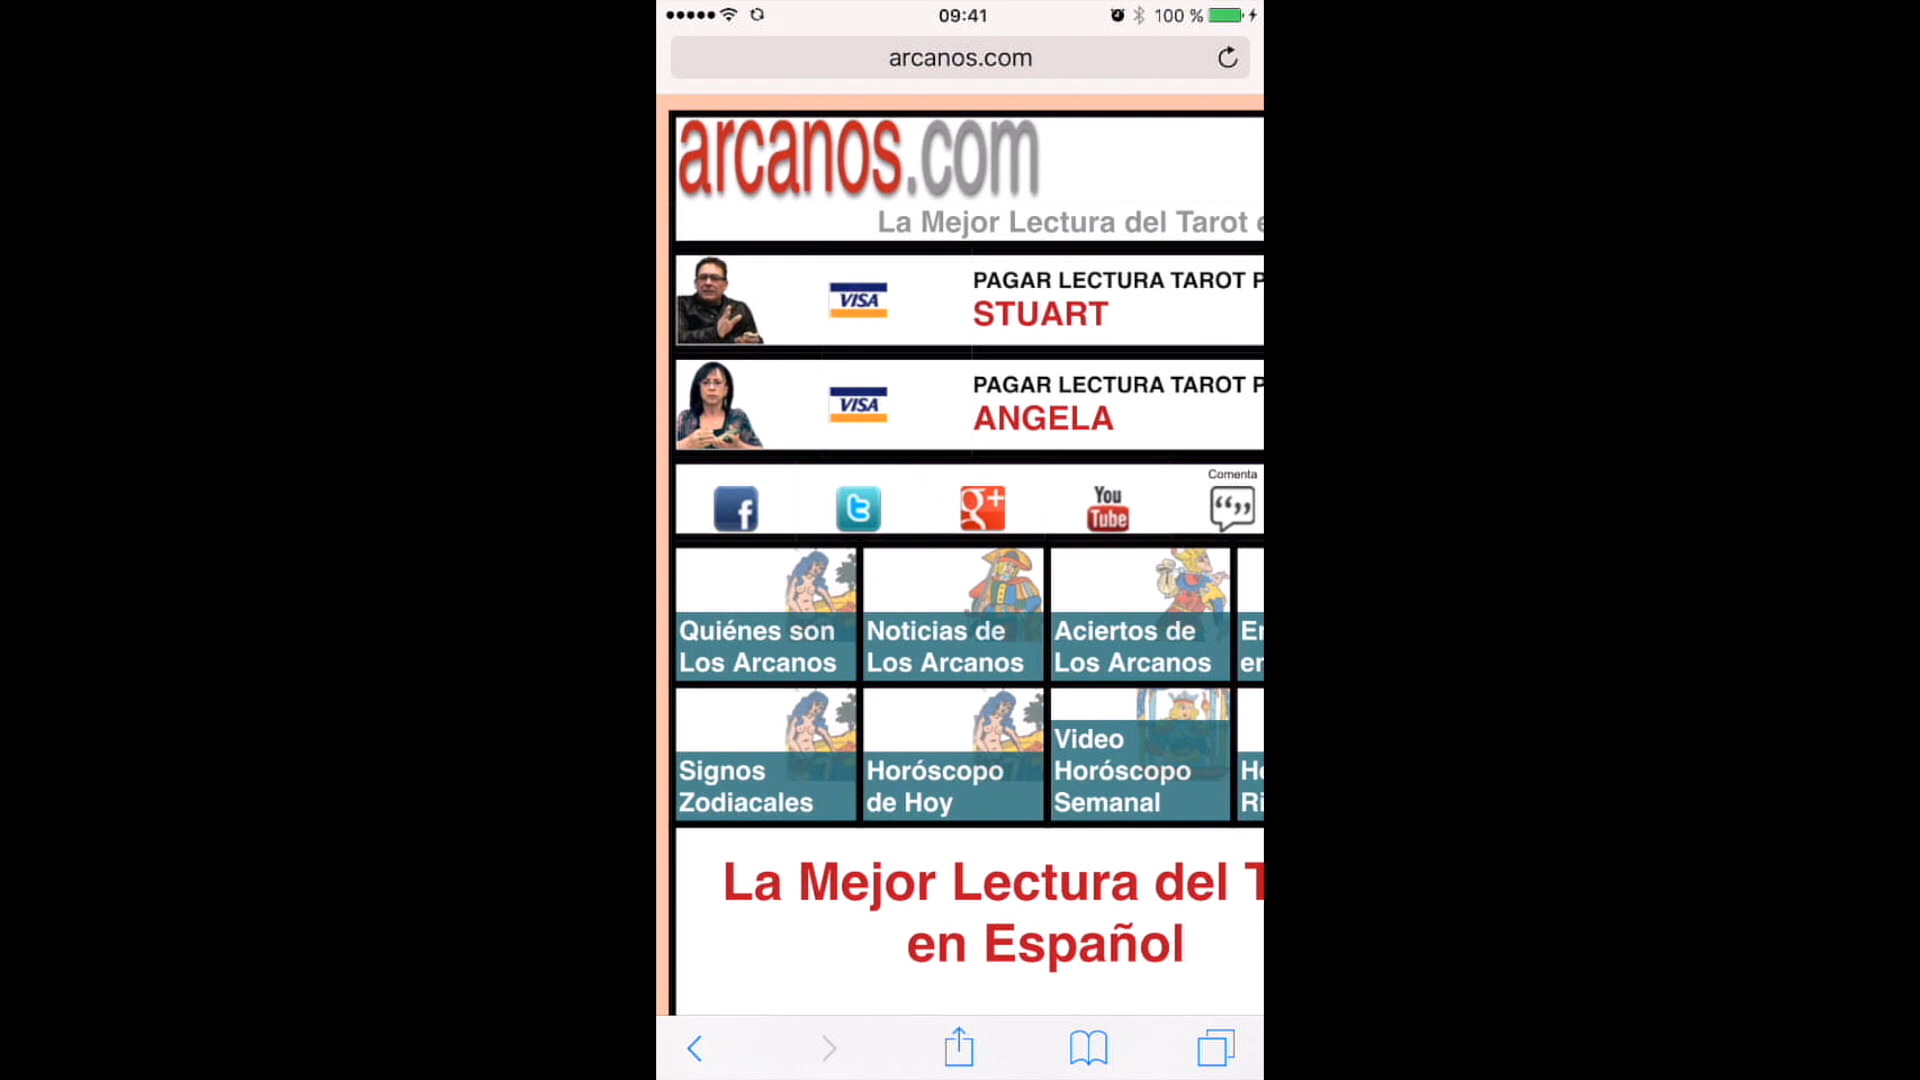 09:41
100 %
arcanos.com
arcanos.com
La Mejor Lectura del Tarot e
VISA
PAGAR LECTURA TAROT P
STUART
VISA
PAGAR LECTURA TAROT P
ANGELA
Comenta
f
t
g+
You
Tube
Quiénes son
Los Arcanos
Noticias de
Los Arcanos
Aciertos de
Los Arcanos
Signos
Zodiacales
Horóscopo
de Hoy
Video
Horóscopo
Semanal
La Mejor Lectura del T
en Español